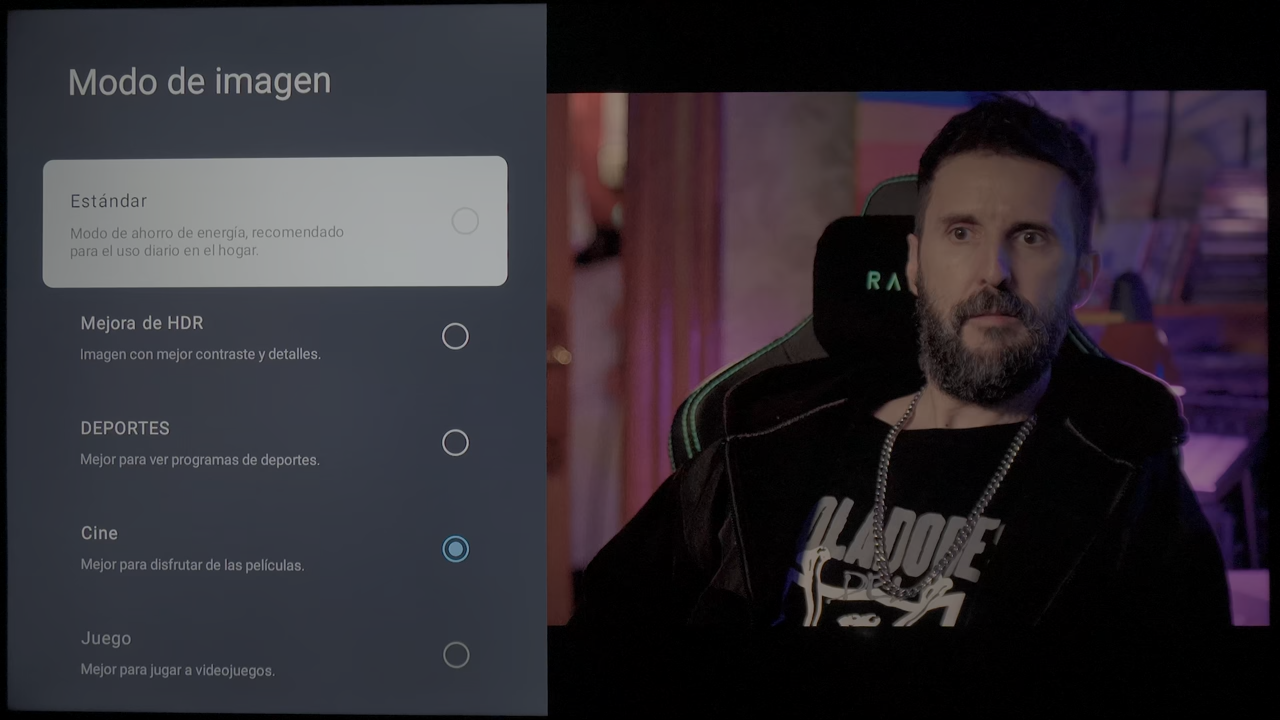 Modo de imagen
Estándar
Modo de ahorro de energía, recomendado
para el uso diario en el hogar.
Mejora de HDR
Imagen con mejor contraste y detalles.
DEPORTES
Mejor para ver programas de deportes.
Cine
Mejor para disfrutar de las películas.
Juego
Mejor para jugar a videojuegos.
RA